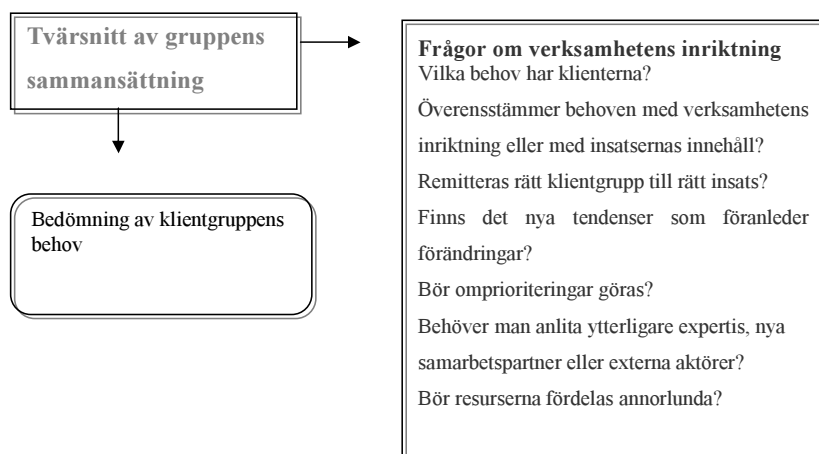 Tvärsnitt av gruppens
sammansättning
Bedömning av klientgruppens
behov
Frågor om verksamhetens inriktning
Vilka behov har klienterna?
Överensstämmer behoven med verksamhetens
inriktning eller med insatsernas innehåll?
Remitteras rätt klientgrupp till rätt insats?
Finns det nya tendenser som föranleder
förändringar?
Bör omprioriteringar göras?
Behöver man anlita ytterligare expertis, nya
samarbetspartner eller externa aktörer?
Bör resurserna fördelas annorlunda?